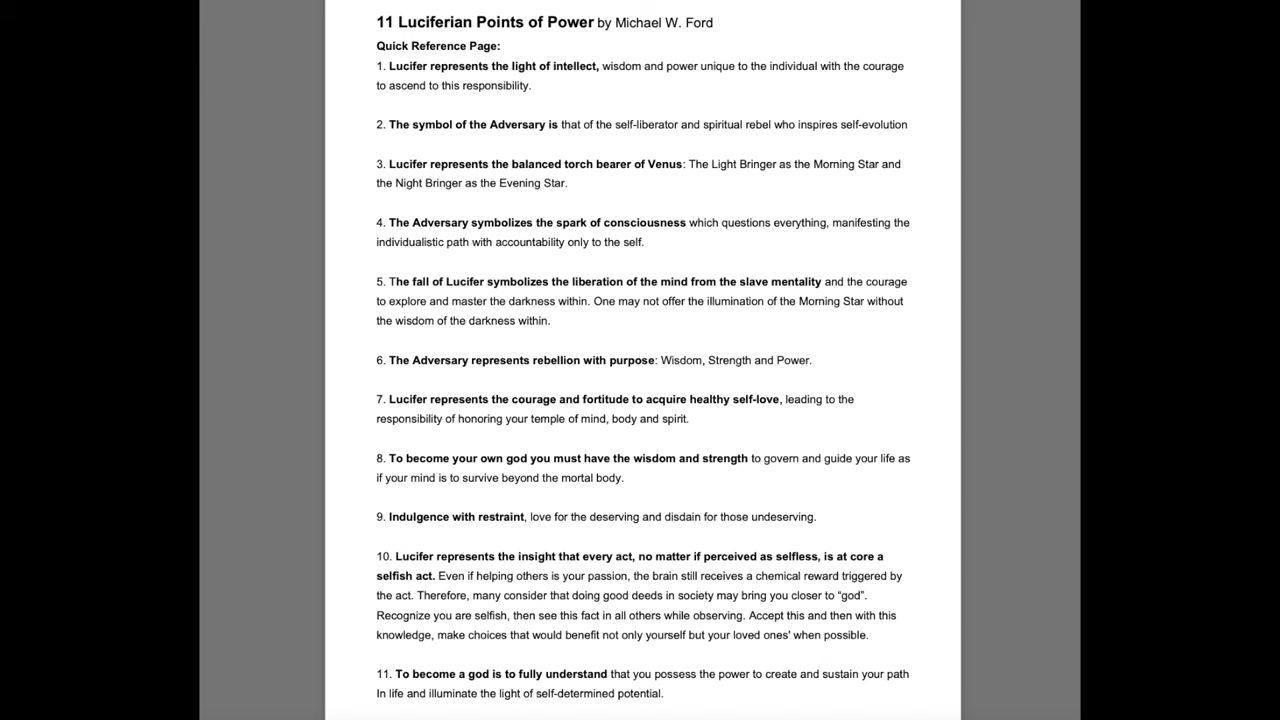 11 Luciferian Points of Power by Michael W. Ford
Quick Reference Page:
1. Lucifer represents the light of intellect, wisdom and power unique to the individual with the courage
to ascend to this responsibility.
2. The symbol of the Adversary is that of the self-liberator and spiritual rebel who inspires self-evolution
3. Lucifer represents the balanced torch bearer of Venus: The Light Bringer as the Morning Star and
the Night Bringer as the Evening Star.
4. The Adversary symbolizes the spark of consciousness which questions everything, manifesting the
individualistic path with accountability only to the self.
5. The fall of Lucifer symbolizes the liberation of the mind from the slave mentality and the courage
to explore and master the darkness within. One may not offer the illumination of the Morning Star without
the wisdom of the darkness within.
6. The Adversary represents rebellion with purpose: Wisdom, Strength and Power.
7. Lucifer represents the courage and fortitude to acquire healthy self-love, leading to the
responsibility of honoring your temple of mind, body and spirit.
8. To become your own god you must have the wisdom and strength to govern and guide your life as
if your mind is to survive beyond the mortal body.
9. Indulgence with restraint, love for the deserving and disdain for those undeserving.
10. Lucifer represents the insight that every act, no matter if perceived as selfless, is at core a
selfish act. Even if helping others is your passion, the brain still receives a chemical reward triggered by
the act. Therefore, many consider that doing good deeds in society may bring you closer to “god”.
Recognize you are selfish, then see this fact in all others while observing. Accept this and then with this
knowledge, make choices that would benefit not only yourself but your loved ones' when possible.
11. To become a god is to fully understand that you possess the power to create and sustain your path
In life and illuminate the light of self-determined potential.